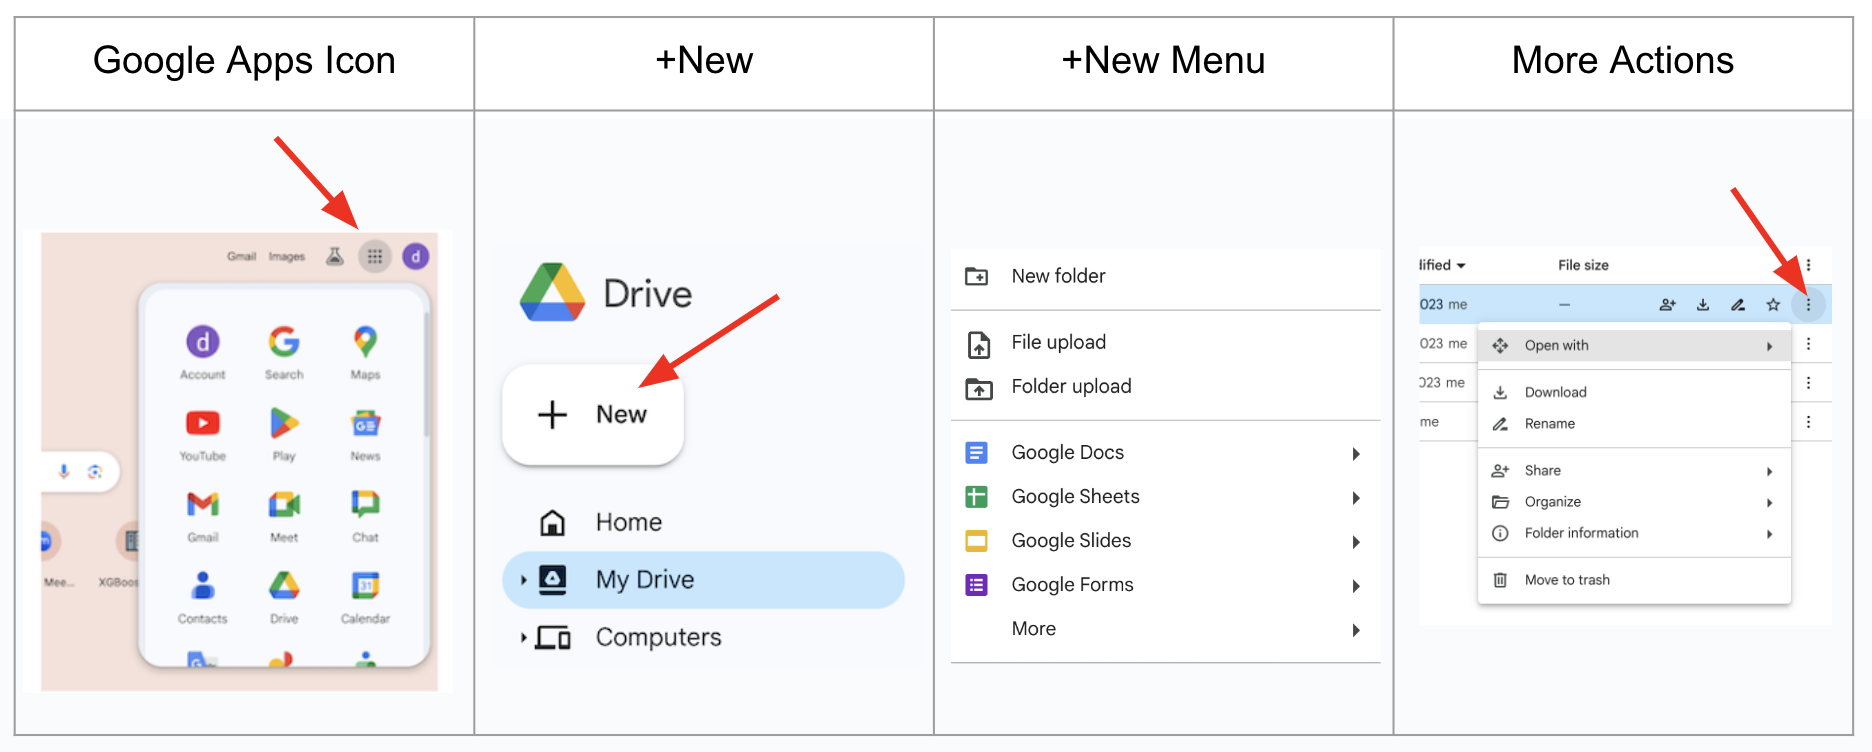 Google Apps Icon
+New
+New Menu
More Actions
Gmail Images
d
d
Account Search Maps
YouTube Play News
GE
Gmail Meet Chat
31
Contacts Drive Calendar
Mee... XGBoos
G
m
Drive
New
Home
My Drive
Computers
New folder
File upload
Folder upload
Google Docs
Google Sheets
Google Slides
Google Forms
More
lified File size
023 me —
023 me
023 me
me
Open with
Download
Rename
Share
Organize
Folder information
Move to trash